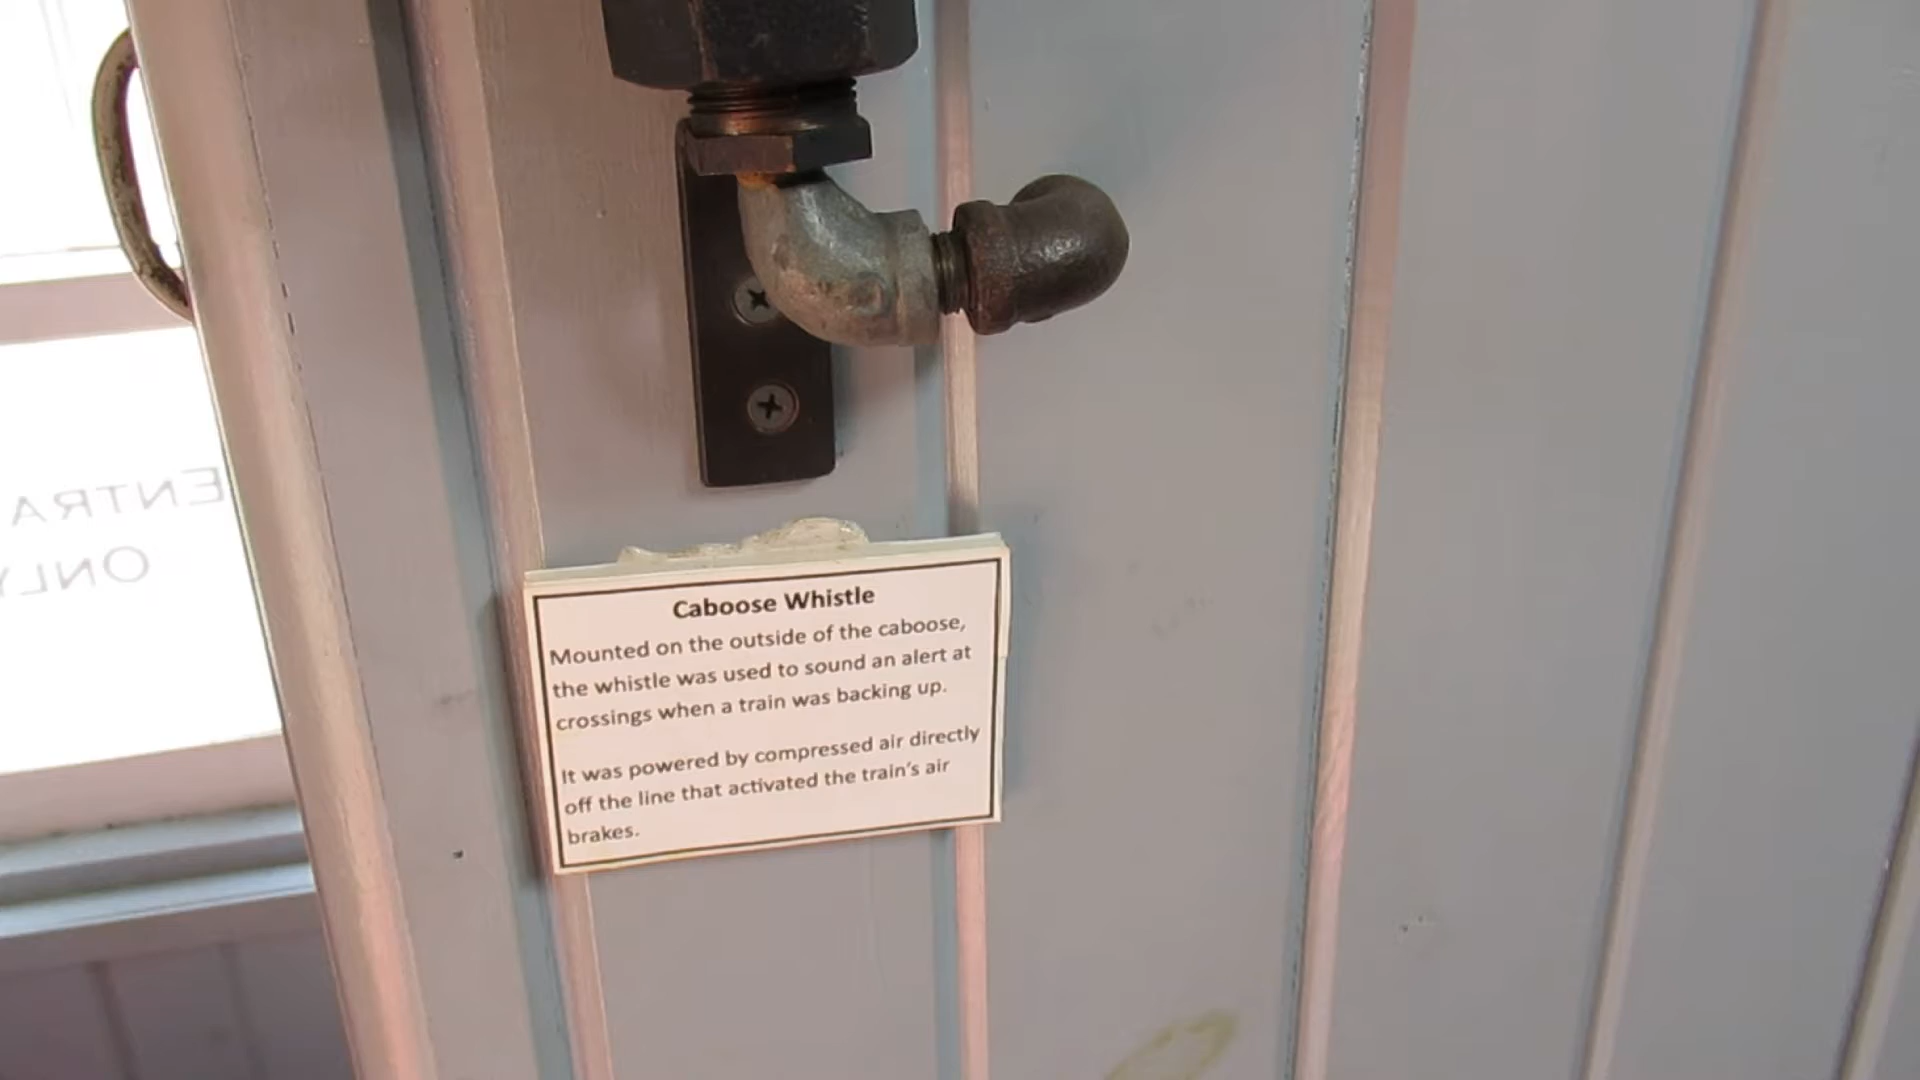 ENTRA
ONLY
Caboose Whistle
Mounted on the outside of the caboose,
the whistle was used to sound an alert at
crossings when a train was backing up.
It was powered by compressed air directly
off the line that activated the train's air
brakes.